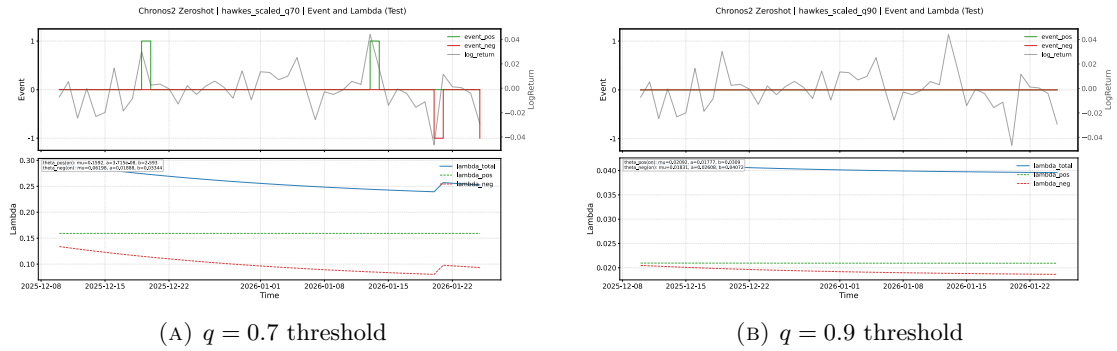 Chronos2 Zeroshot | hawkes_scaled_q70 | Event and Lambda (Test)
1
0
-1
Event
event_pos
event_neg
log_return
0.04
0.02
0.00
-0.02
-0.04
LogReturn
0.30
0.25
0.20
0.15
0.10
Lambda
lambda_total
lambda_pos
lambda_neg
2025-12-08
2025-12-15
2025-12-22
2026-01-01
2026-01-08
2026-01-15
2026-01-22
Time
(A) q = 0.7 threshold
Chronos2 Zeroshot | hawkes_scaled_q90 | Event and Lambda (Test)
1
0
-1
Event
event_pos
event_neg
log_return
0.04
0.02
0.00
-0.02
-0.04
LogReturn
0.040
0.035
0.030
0.025
0.020
Lambda
lambda_total
lambda_pos
lambda_neg
2025-12-08
2025-12-15
2025-12-22
2026-01-01
2026-01-08
2026-01-15
2026-01-22
Time
(B) q = 0.9 threshold